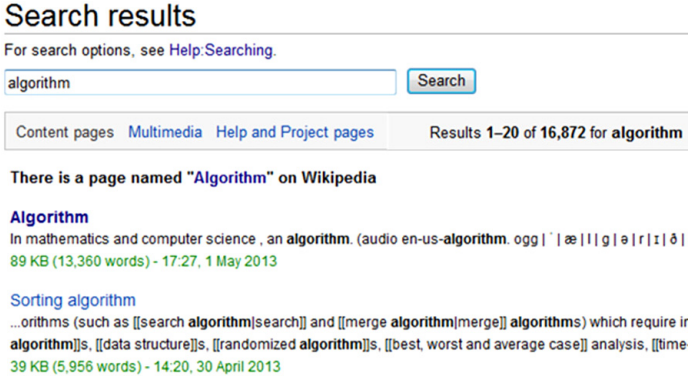 Search results
For search options, see Help:Searching.
algorithm Search
Content pages Multimedia Help and Project pages Results 1–20 of 16,872 for algorithm
There is a page named "Algorithm" on Wikipedia
Algorithm
In mathematics and computer science , an algorithm. (audio en-us-algorithm. ogg | ˈ | æ | l | g | ə | r | ɪ | ð |
89 KB (13,360 words) - 17:27, 1 May 2013
Sorting algorithm
...orithms (such as [[search algorithm|search]] and [[merge algorithm|merge]] algorithms) which require in
algorithm]]s, [[data structure]]s, [[randomized algorithm]]s, [[best, worst and average case]] analysis, [[time-
39 KB (5,956 words) - 14:20, 30 April 2013